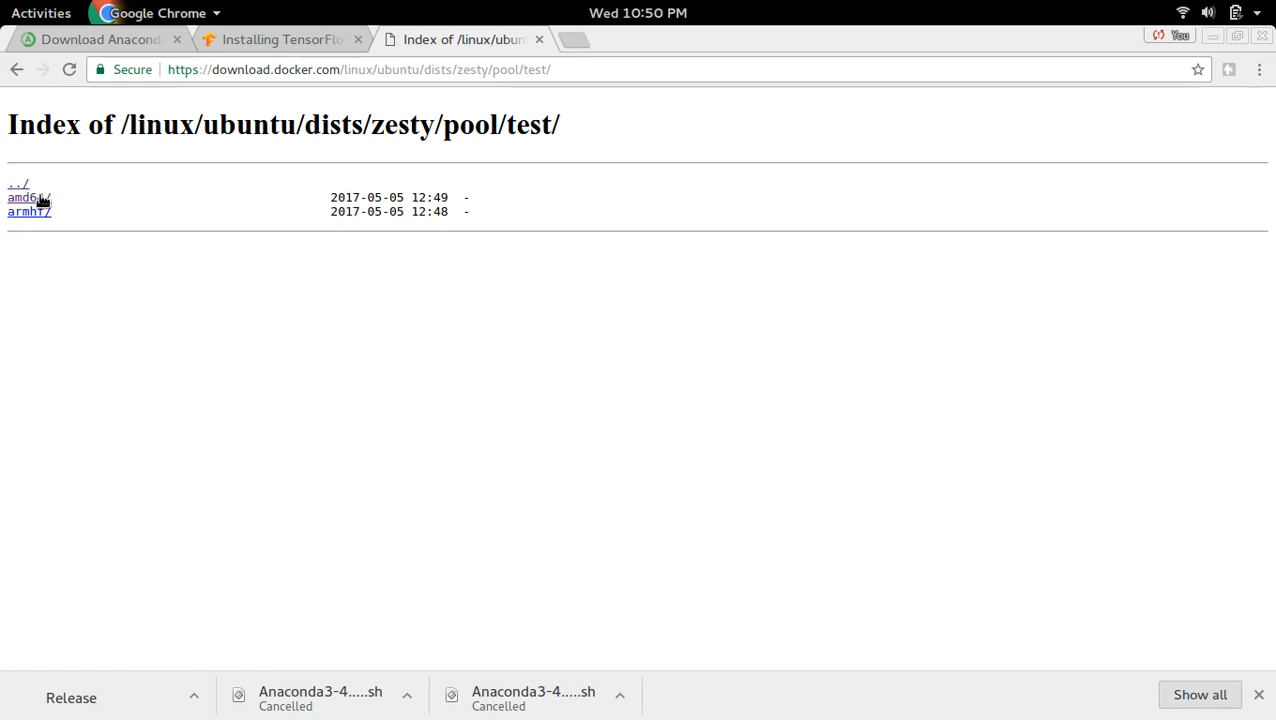 Activities Google Chrome Wed 10:50 PM
Download Anaconda Installing TensorFlo Index of /linux/ubun You
Secure https://download.docker.com/linux/ubuntu/dists/zesty/pool/test/
Index of /linux/ubuntu/dists/zesty/pool/test/
../
amd64/ 2017-05-05 12:49 -
armhf/ 2017-05-05 12:48 -
Release Anaconda3-4.....sh Anaconda3-4.....sh Show all
Cancelled Cancelled